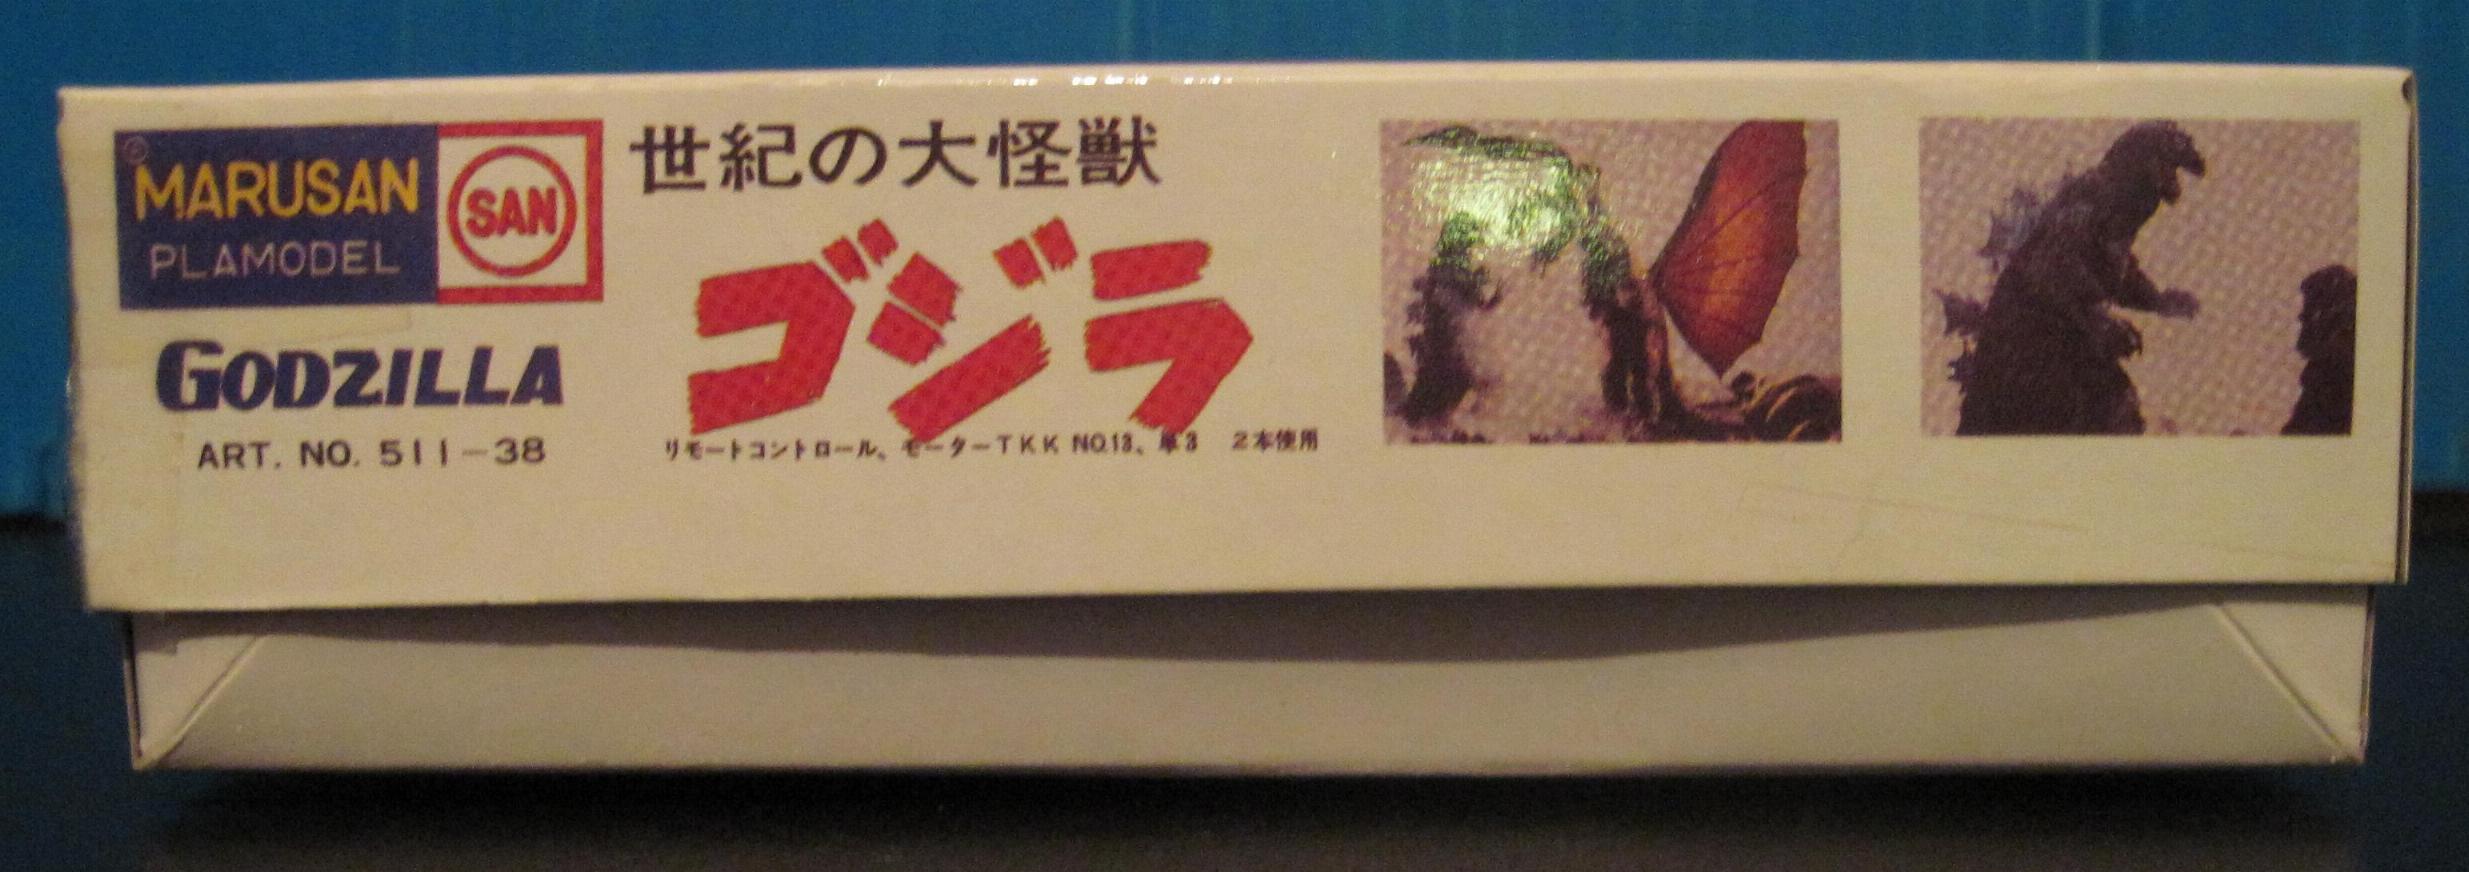 MARUSAN
PLAMODEL
SAN
GODZILLA
ART. NO. 511-38
世紀の大怪獣
ゴジラ
リモートコントロール、モーターTKK NO.13、単3 2本使用